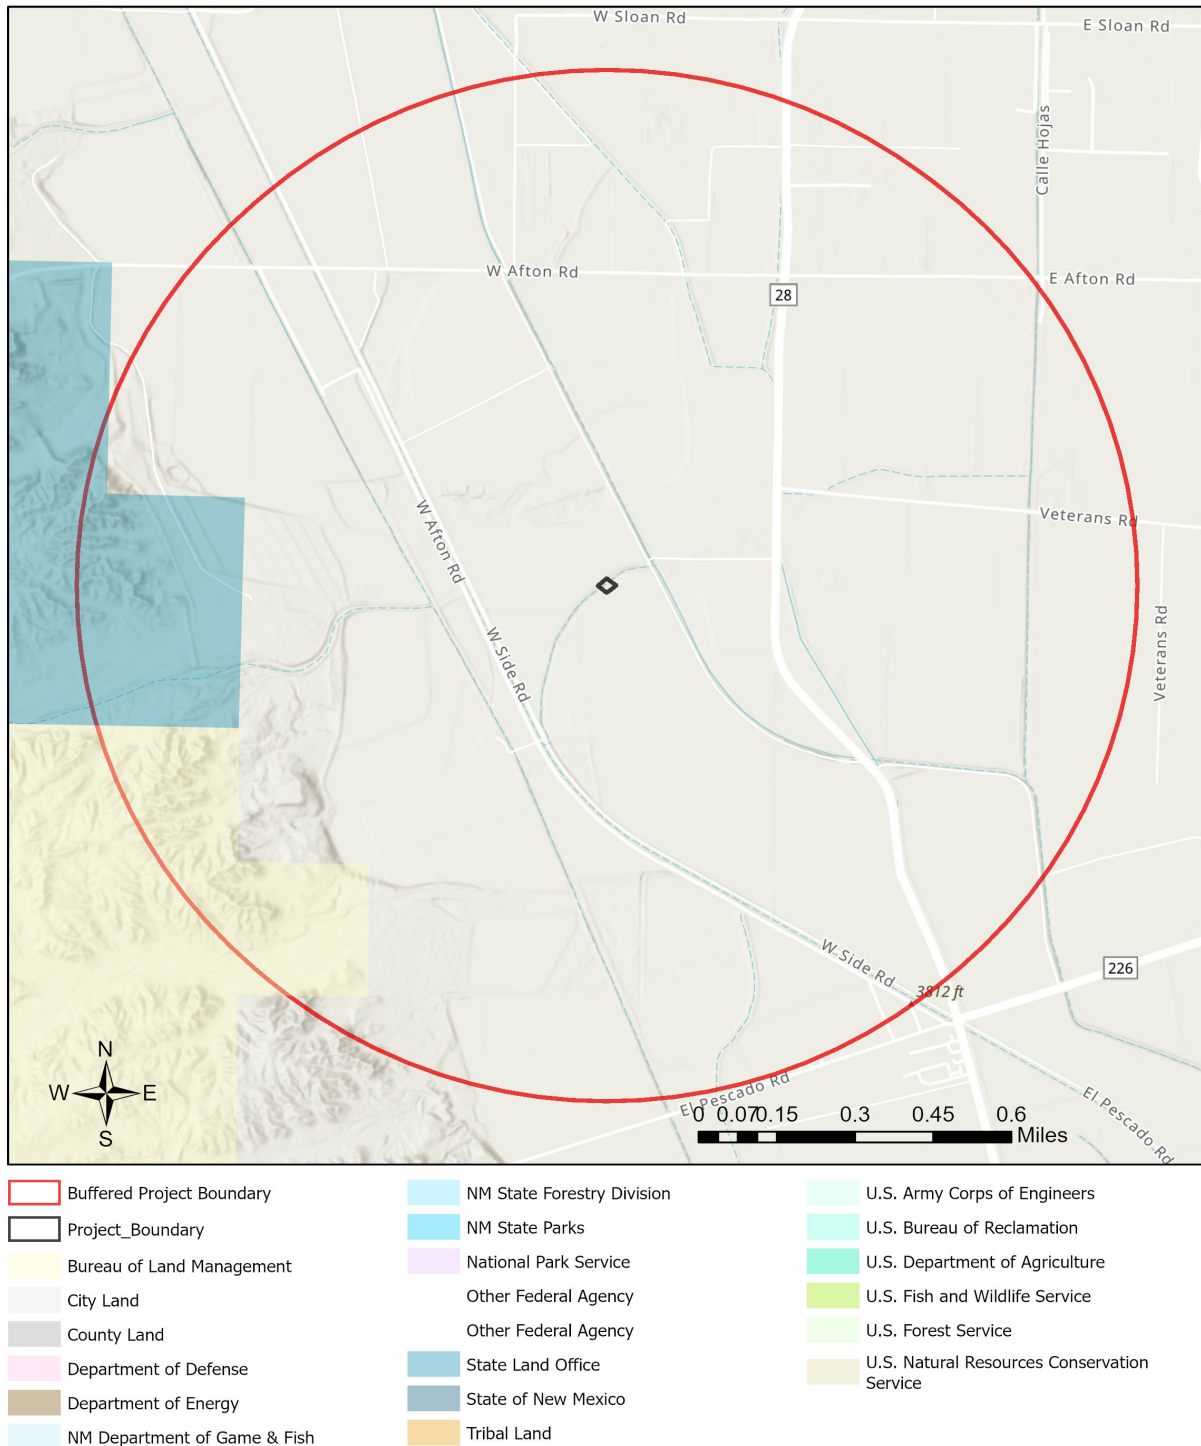 W Sloan Rd
E Sloan Rd
Calle Hojas
W Afton Rd
E Afton Rd
28
Veterans Rd
W Afton Rd
W Side Rd
Veterans Rd
W Side Rd
226
3812 ft
El Pescado Rd
El Pescado Rd
N
W E
S
0 0.07 0.15 0.3 0.45 0.6
Miles
Buffered Project Boundary
Project_Boundary
Bureau of Land Management
City Land
County Land
Department of Defense
Department of Energy
NM Department of Game & Fish
NM State Forestry Division
NM State Parks
National Park Service
Other Federal Agency
Other Federal Agency
State Land Office
State of New Mexico
Tribal Land
U.S. Army Corps of Engineers
U.S. Bureau of Reclamation
U.S. Department of Agriculture
U.S. Fish and Wildlife Service
U.S. Forest Service
U.S. Natural Resources Conservation
Service